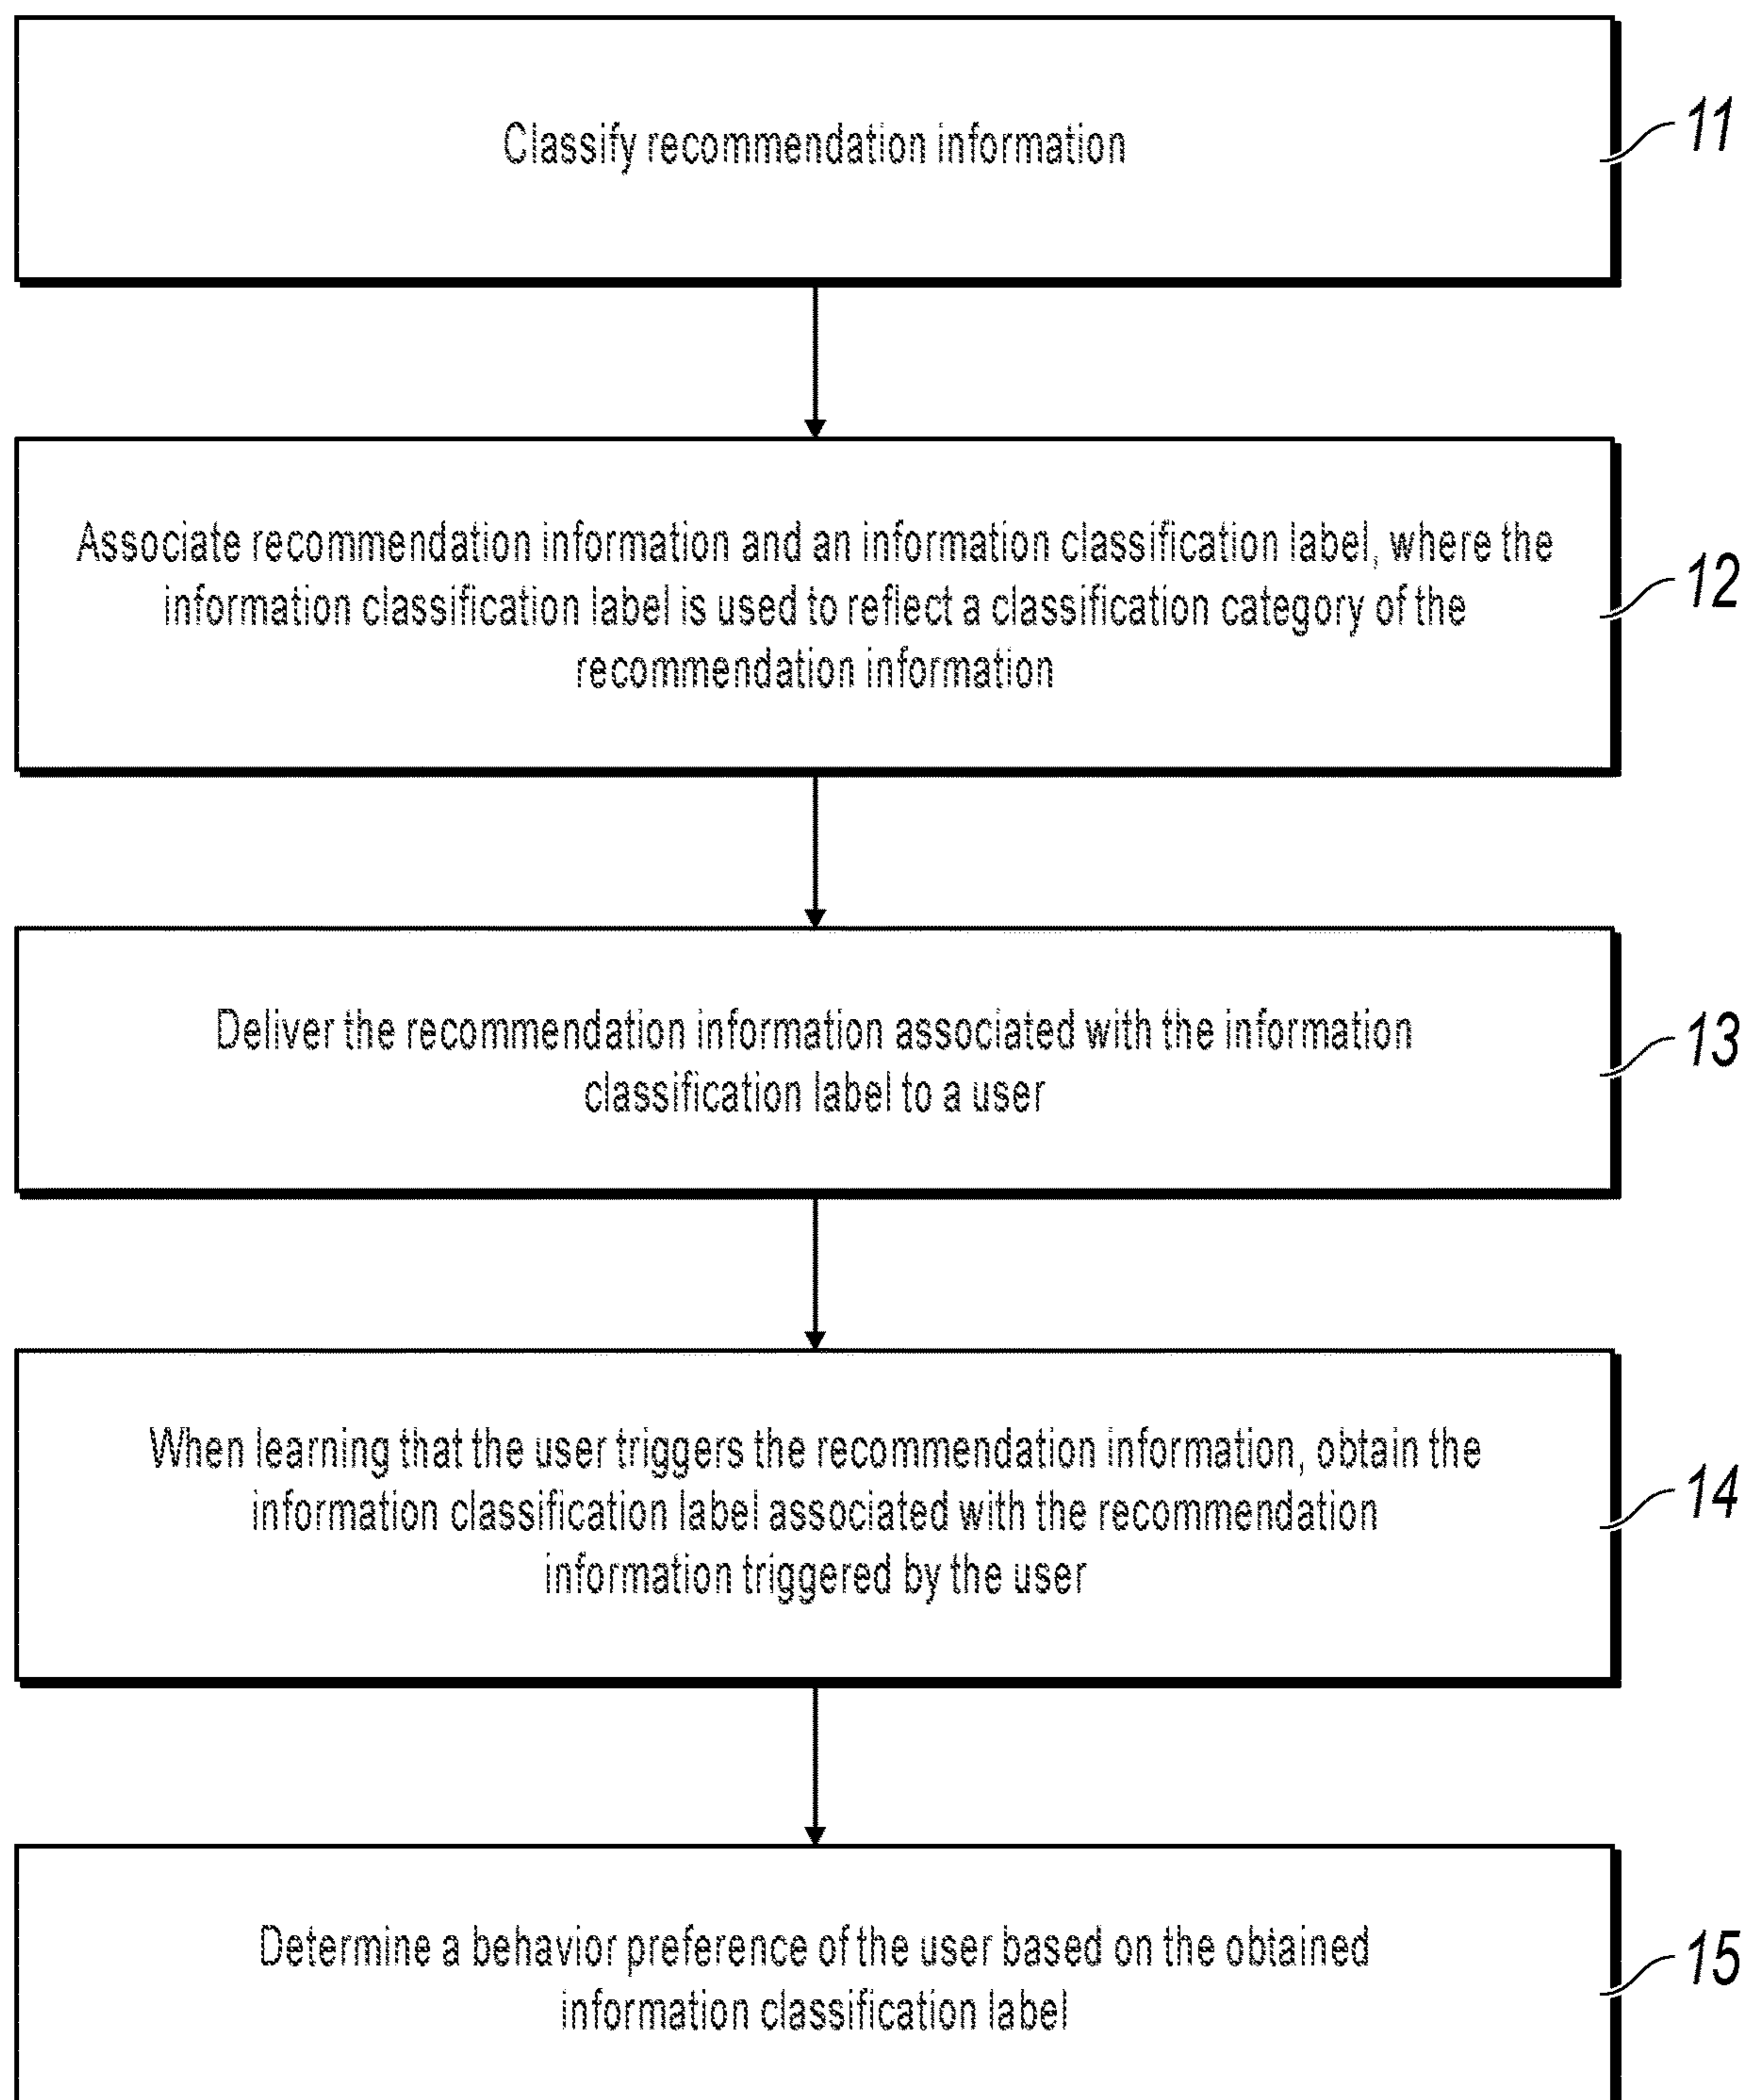 Classify recommendation information
11
Associate recommendation information and an information classification label, where the
information classification label is used to reflect a classification category of the
recommendation information
12
Deliver the recommendation information associated with the information
classification label to a user
13
When learning that the user triggers the recommendation information, obtain the
information classification label associated with the recommendation
information triggered by the user
14
Determine a behavior preference of the user based on the obtained
information classification label
15